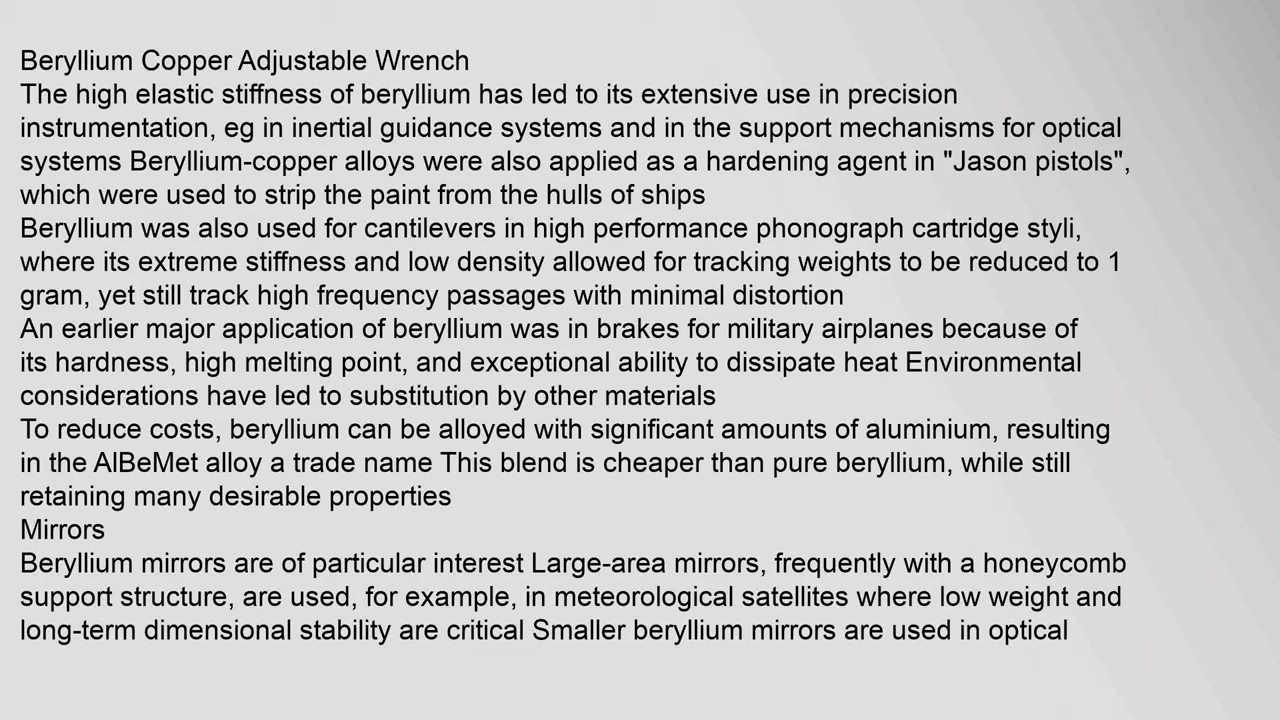 Beryllium Copper Adjustable Wrench
The high elastic stiffness of beryllium has led to its extensive use in precision
instrumentation, eg in inertial guidance systems and in the support mechanisms for optical
systems Beryllium-copper alloys were also applied as a hardening agent in "Jason pistols",
which were used to strip the paint from the hulls of ships
Beryllium was also used for cantilevers in high performance phonograph cartridge styli,
where its extreme stiffness and low density allowed for tracking weights to be reduced to 1
gram, yet still track high frequency passages with minimal distortion
An earlier major application of beryllium was in brakes for military airplanes because of
its hardness, high melting point, and exceptional ability to dissipate heat Environmental
considerations have led to substitution by other materials
To reduce costs, beryllium can be alloyed with significant amounts of aluminium, resulting
in the AlBeMet alloy a trade name This blend is cheaper than pure beryllium, while still
retaining many desirable properties
Mirrors
Beryllium mirrors are of particular interest Large-area mirrors, frequently with a honeycomb
support structure, are used, for example, in meteorological satellites where low weight and
long-term dimensional stability are critical Smaller beryllium mirrors are used in optical